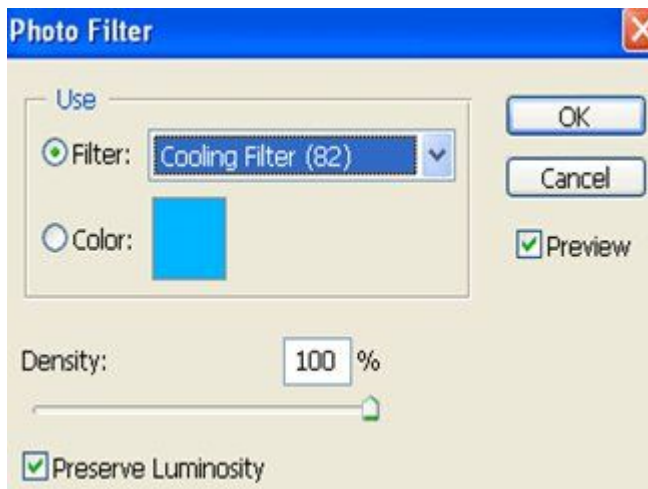 Photo Filter
Use
Filter: Cooling Filter (82)
Color:
OK
Cancel
Preview
Density: 100 %
Preserve Luminosity